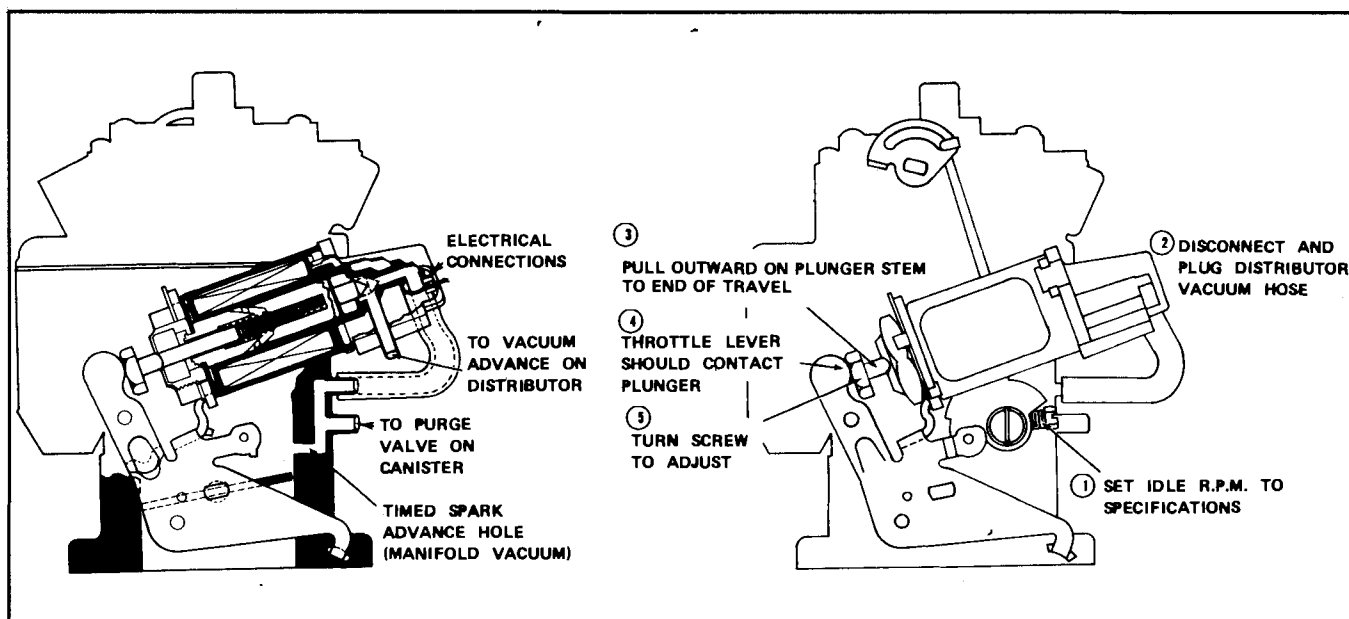 ELECTRICAL
CONNECTIONS
TO VACUUM
ADVANCE ON
DISTRIBUTOR
TO PURGE
VALVE ON
CANISTER
TIMED SPARK
ADVANCE HOLE
(MANIFOLD VACUUM)
3
PULL OUTWARD ON PLUNGER STEM
TO END OF TRAVEL
4
THROTTLE LEVER
SHOULD CONTACT
PLUNGER
5
TURN SCREW
TO ADJUST
2 DISCONNECT AND
PLUG DISTRIBUTOR
VACUUM HOSE
1 SET IDLE R.P.M. TO
SPECIFICATIONS